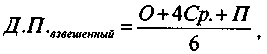 Д.П.взвешенный = О+4Ср.+П / 6 ,